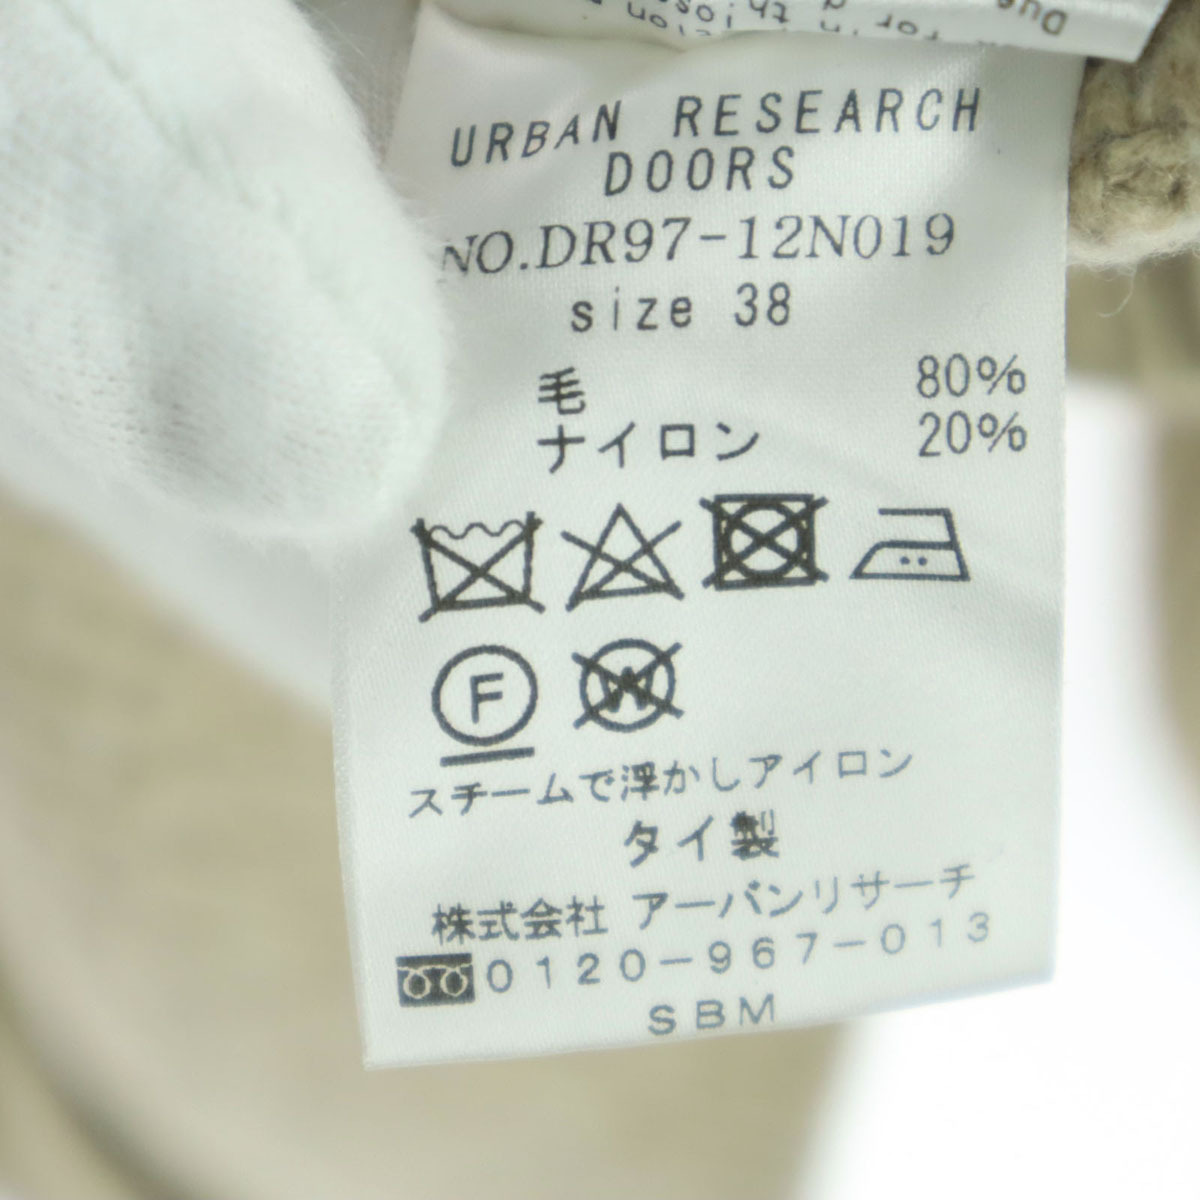 Due
for
URBAN RESEARCH
DOORS
NO.DR97-12N019
size 38
毛 80%
ナイロン 20%
F W
スチームで浮かしアイロン
タイ製
株式会社 アーバンリサーチ
0120-967-013
SBM